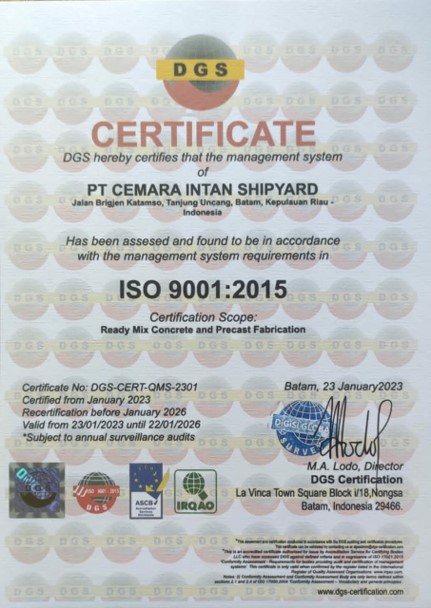 DGS
CERTIFICATE
DGS hereby certifies that the management system
of
PT CEMARA INTAN SHIPYARD
Jalan Brigjen Katamso, Tanjung Uncang, Batam, Kepulauan Riau -
Indonesia
Has been assesed and found to be in accordance
with the management system requirements in
ISO 9001:2015
Certification Scope:
Ready Mix Concrete and Precast Fabrication
Certificate No: DGS-CERT-QMS-2301
Certified from January 2023
Recertification before January 2026
Valid from 23/01/2023 until 22/01/2026
*Subject to annual surveillance audits
Batam, 23 January2023
M.A. Lodo, Director
DGS Certification
La Vinca Town Square Block i/18,Nongsa
Batam, Indonesia 29466.
ISO 9001:2015
DGS
ASCB
IRQAO
www.dgs-certification.com